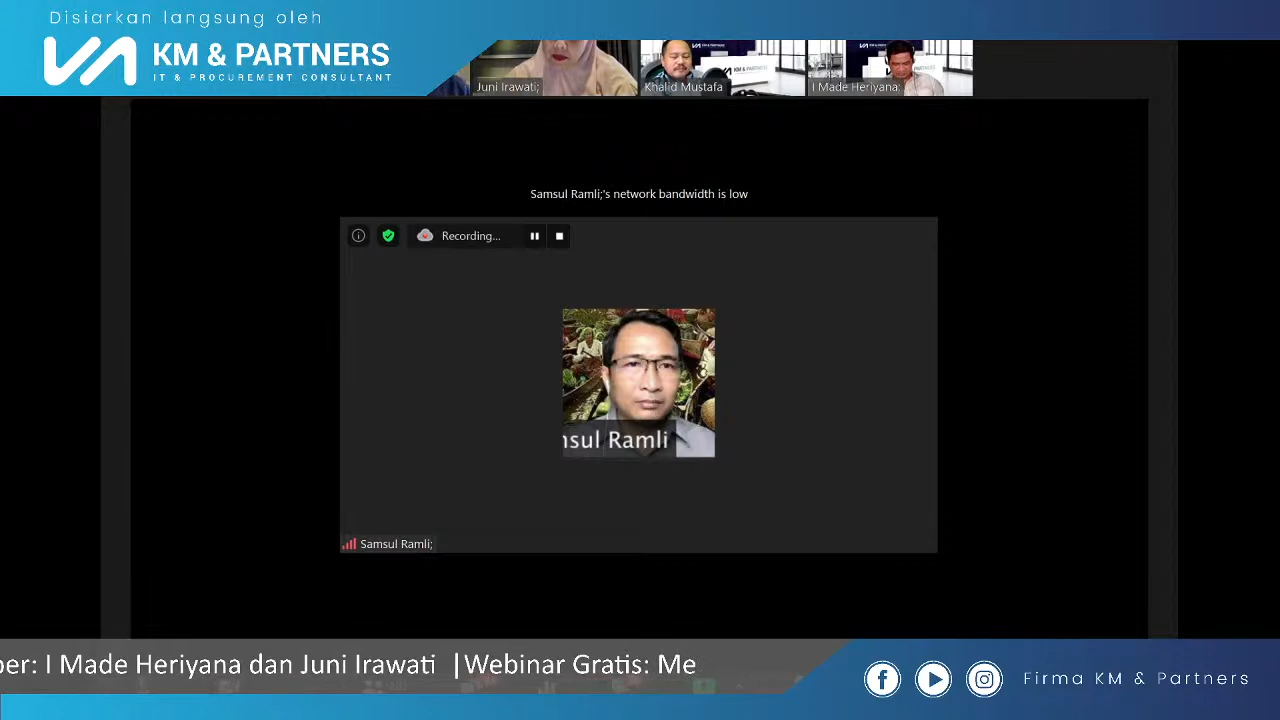 Disiarkan langsung oleh
KM & PARTNERS
IT & PROCUREMENT CONSULTANT
Juni Irawati;
Khalid Mustafa
I Made Heriyana;
Samsul Ramli;'s network bandwidth is low
Recording...
nsul Ramli
Samsul Ramli;
ber: I Made Heriyana dan Juni Irawati |Webinar Gratis: Me
Firma KM & Partners